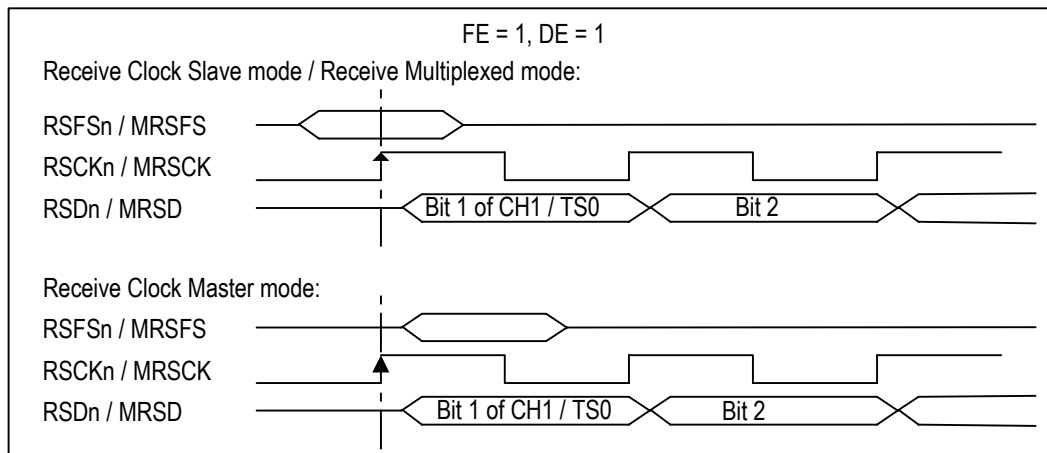 FE = 1, DE = 1
Receive Clock Slave mode / Receive Multiplexed mode:
RSFSn / MRSFS
RSCKn / MRSCK
RSDn / MRSD
Bit 1 of CH1 / TS0
Bit 2
Receive Clock Master mode:
RSFSn / MRSFS
RSCKn / MRSCK
RSDn / MRSD
Bit 1 of CH1 / TS0
Bit 2